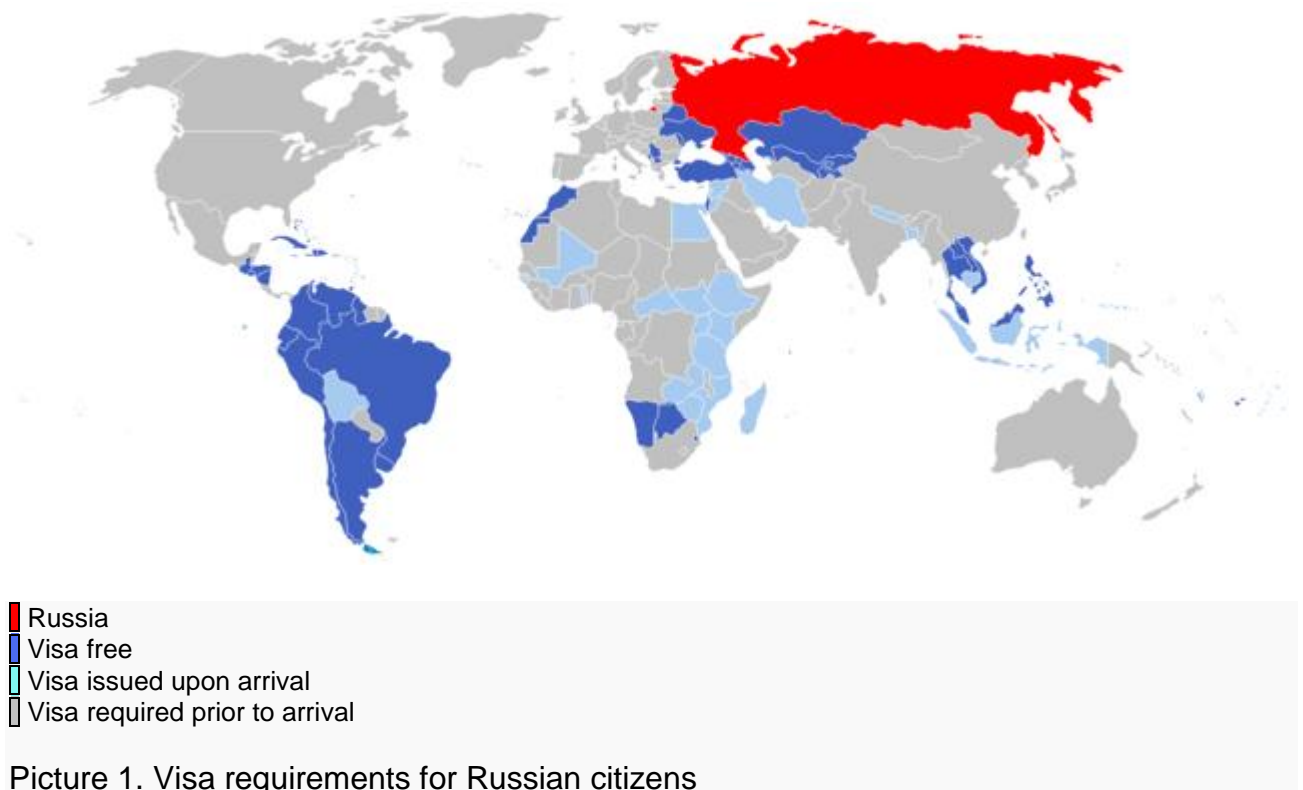 Russia
Visa free
Visa issued upon arrival
Visa required prior to arrival
Picture 1. Visa requirements for Russian citizens